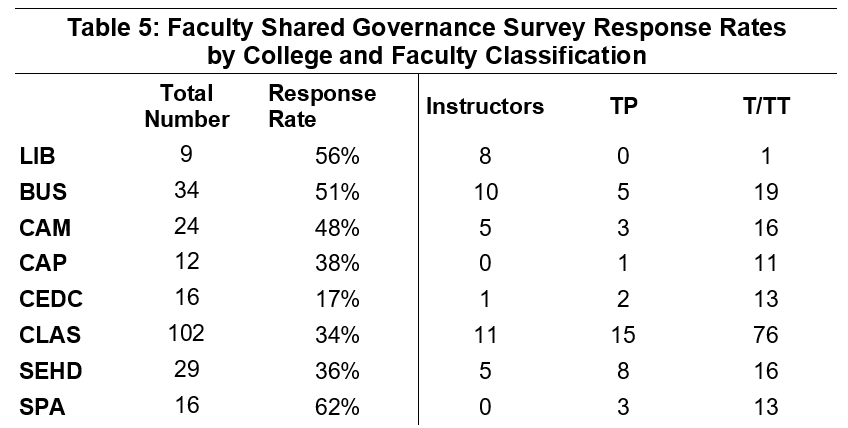 Table 5: Faculty Shared Governance Survey Response Rates
by College and Faculty Classification
Total Number Response Rate Instructors TP T/TT
LIB 9 56% 8 0 1
BUS 34 51% 10 5 19
CAM 24 48% 5 3 16
CAP 12 38% 0 1 11
CEDC 16 17% 1 2 13
CLAS 102 34% 11 15 76
SEHD 29 36% 5 8 16
SPA 16 62% 0 3 13